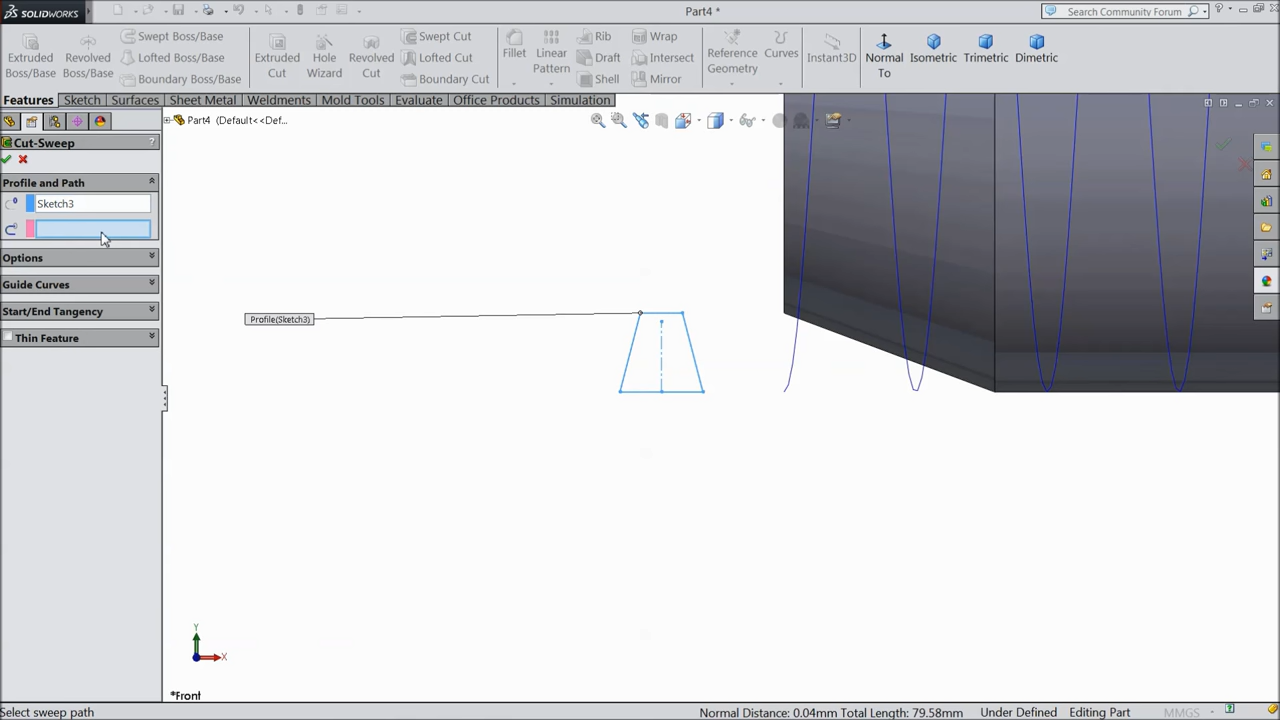 SOLIDWORKS
Part4 *
Search Community Forum
Extruded Boss/Base
Revolved Boss/Base
Swept Boss/Base
Lofted Boss/Base
Boundary Boss/Base
Extruded Cut
Hole Wizard
Revolved Cut
Swept Cut
Lofted Cut
Boundary Cut
Fillet
Linear Pattern
Rib
Draft
Shell
Wrap
Intersect
Mirror
Reference Geometry
Curves
Instant3D
Normal To
Isometric
Trimetric
Dimetric
Features
Sketch
Surfaces
Sheet Metal
Weldments
Mold Tools
Evaluate
Office Products
Simulation
Part4 (Default<<Def...
Cut-Sweep
?
Profile and Path
Sketch3
Options
Guide Curves
Start/End Tangency
Thin Feature
Profile(Sketch3)
Y
X
*Front
Select sweep path
Normal Distance: 0.04mm Total Length: 79.58mm
Under Defined
Editing Part
MMGS